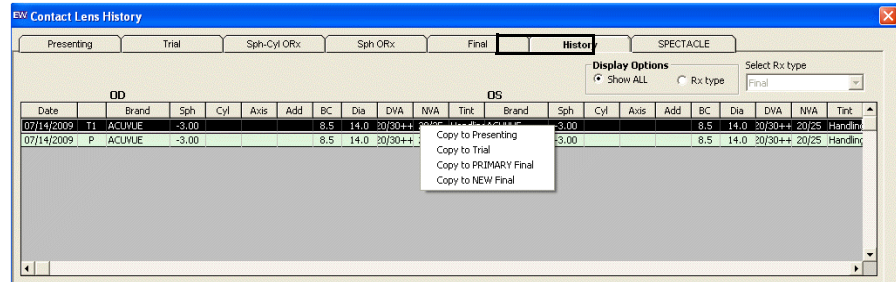 EW Contact Lens History
Presenting Trial Sph-Cyl ORx Sph ORx Final History SPECTACLE
Display Options Select Rx type
Show ALL Rx type Final
OD OS
Date Brand Sph Cyl Axis Add BC Dia DVA NVA Tint Brand Sph Cyl Axis Add BC Dia DVA NVA Tint
07/14/2009 T1 ACUVUE -3.00 8.5 14.0 20/30++ 20/25 Handling ACUVUE -3.00 8.5 14.0 20/30++ 20/25 Handling
07/14/2009 P ACUVUE -3.00 8.5 14.0 20/30++ -3.00 8.5 14.0 20/30++ 20/25 Handling
Copy to Presenting
Copy to Trial
Copy to PRIMARY Final
Copy to NEW Final